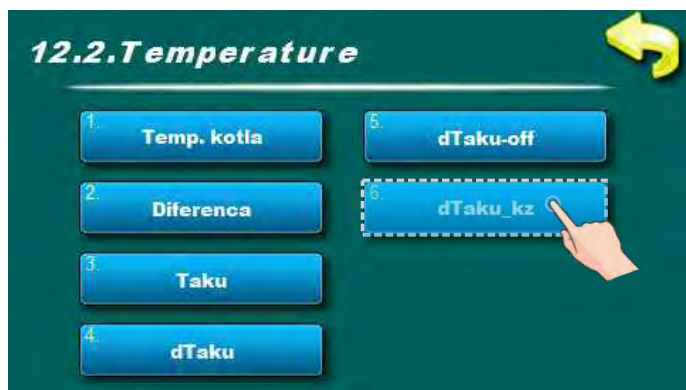 12.2.Temperature
1.
Temp. kotla
2.
Diferenca
3.
Taku
4.
dTaku
5.
dTaku-off
6.
dTaku_kz